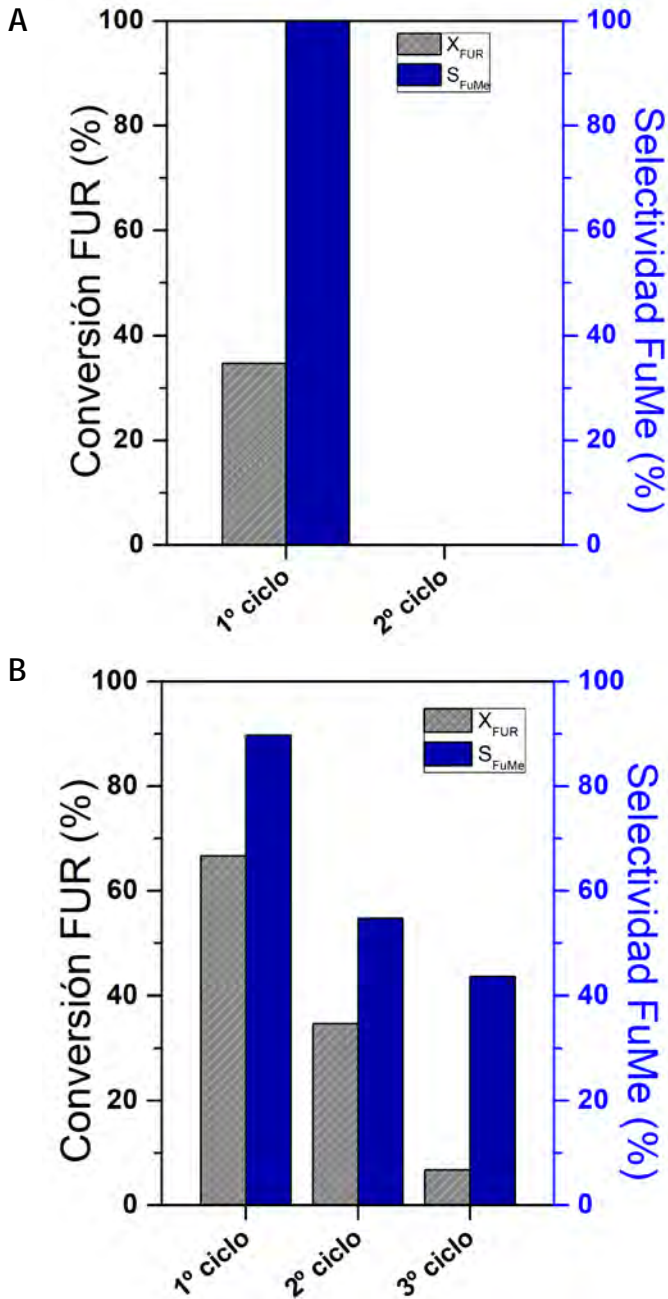 A
Conversión FUR (%)
100
80
60
40
20
0
X_FUR
S_FuMe
100
80
60
40
20
0
Selectividad FuMe (%)
1º ciclo
2º ciclo
B
Conversión FUR (%)
100
80
60
40
20
0
X_FUR
S_FuMe
100
80
60
40
20
0
Selectividad FuMe (%)
1º ciclo
2º ciclo
3º ciclo